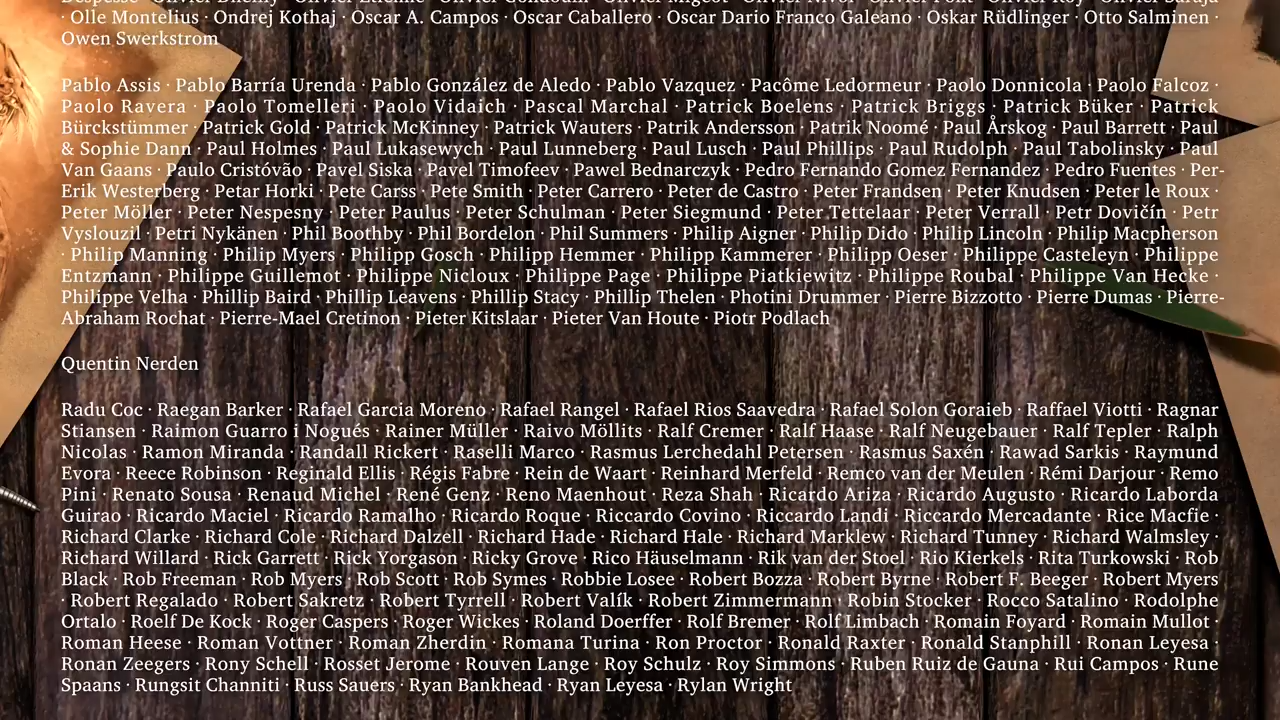 · Olle Montelius · Ondrej Kothaj · Oscar A. Campos · Oscar Caballero · Oscar Dario Franco Galeano · Oskar Rüdlinger · Otto Salminen ·
Owen Swerkstrom
Pablo Assis · Pablo Barría Urenda · Pablo González de Aledo · Pablo Vazquez · Pacôme Ledormeur · Paolo Donnicola · Paolo Falcoz ·
Paolo Ravera · Paolo Tomelleri · Paolo Vidaich · Pascal Marchal · Patrick Boelens · Patrick Briggs · Patrick Büker · Patrick
Bürckstümmer · Patrick Gold · Patrick McKinney · Patrick Wauters · Patrik Andersson · Patrik Noomé · Paul Årskog · Paul Barrett · Paul
& Sophie Dann · Paul Holmes · Paul Lukasewych · Paul Lunneberg · Paul Lusch · Paul Phillips · Paul Rudolph · Paul Tabolinsky · Paul
Van Gaans · Paulo Cristóvão · Pavel Siska · Pavel Timofeev · Pawel Bednarczyk · Pedro Fernando Gomez Fernandez · Pedro Fuentes · Per-
Erik Westerberg · Petar Horki · Pete Carss · Pete Smith · Peter Carrero · Peter de Castro · Peter Frandsen · Peter Knudsen · Peter le Roux ·
Peter Möller · Peter Nespesny · Peter Paulus · Peter Schulman · Peter Siegmund · Peter Tettelaar · Peter Verrall · Petr Dovičín · Petr
Vyslouzil · Petri Nykänen · Phil Boothby · Phil Bordelon · Phil Summers · Philip Aigner · Philip Dido · Philip Lincoln · Philip Macpherson
· Philip Manning · Philip Myers · Philipp Gosch · Philipp Hemmer · Philipp Kammerer · Philipp Oeser · Philippe Casteleyn · Philippe
Entzmann · Philippe Guillemot · Philippe Nicloux · Philippe Page · Philippe Piatkiewitz · Philippe Roubal · Philippe Van Hecke ·
Philippe Velha · Phillip Baird · Phillip Leavens · Phillip Stacy · Phillip Thelen · Photini Drummer · Pierre Bizzotto · Pierre Dumas · Pierre-
Abraham Rochat · Pierre-Mael Cretinon · Pieter Kitslaar · Pieter Van Houte · Piotr Podlach
Quentin Nerden
Radu Coc · Raegan Barker · Rafael Garcia Moreno · Rafael Rangel · Rafael Rios Saavedra · Rafael Solon Goraieb · Raffael Viotti · Ragnar
Stiansen · Raimon Guarro i Nogués · Rainer Müller · Raivo Möllits · Ralf Cremer · Ralf Haase · Ralf Neugebauer · Ralf Tepler · Ralph
Nicolas · Ramon Miranda · Randall Rickert · Raselli Marco · Rasmus Lerchedahl Petersen · Rasmus Saxén · Rawad Sarkis · Raymund
Evora · Reece Robinson · Reginald Ellis · Régis Fabre · Rein de Waart · Reinhard Merfeld · Remco van der Meulen · Rémi Darjour · Remo
Pini · Renato Sousa · Renaud Michel · René Genz · Reno Maenhout · Reza Shah · Ricardo Ariza · Ricardo Augusto · Ricardo Laborda
Guirao · Ricardo Maciel · Ricardo Ramalho · Ricardo Roque · Riccardo Covino · Riccardo Landi · Riccardo Mercadante · Rice Macfie ·
Richard Clarke · Richard Cole · Richard Dalzell · Richard Hade · Richard Hale · Richard Marklew · Richard Tunney · Richard Walmsley ·
Richard Willard · Rick Garrett · Rick Yorgason · Ricky Grove · Rico Häuselmann · Rik van der Stoel · Rio Kierkels · Rita Turkowski · Rob
Black · Rob Freeman · Rob Myers · Rob Scott · Rob Symes · Robbie Losee · Robert Bozza · Robert Byrne · Robert F. Beeger · Robert Myers
· Robert Regalado · Robert Sakretz · Robert Tyrrell · Robert Valík · Robert Zimmermann · Robin Stocker · Rocco Satalino · Rodolphe
Ortalo · Roelf De Kock · Roger Caspers · Roger Wickes · Roland Doerffer · Rolf Bremer · Rolf Limbach · Romain Foyard · Romain Mullot ·
Roman Heese · Roman Vottner · Roman Zherdin · Romana Turina · Ron Proctor · Ronald Raxter · Ronald Stanphill · Ronan Leyesa ·
Ronan Zeegers · Rony Schell · Rosset Jerome · Rouven Lange · Roy Schulz · Roy Simmons · Ruben Ruiz de Gauna · Rui Campos · Rune
Spaans · Rungsit Channiti · Russ Sauers · Ryan Bankhead · Ryan Leyesa · Rylan Wright